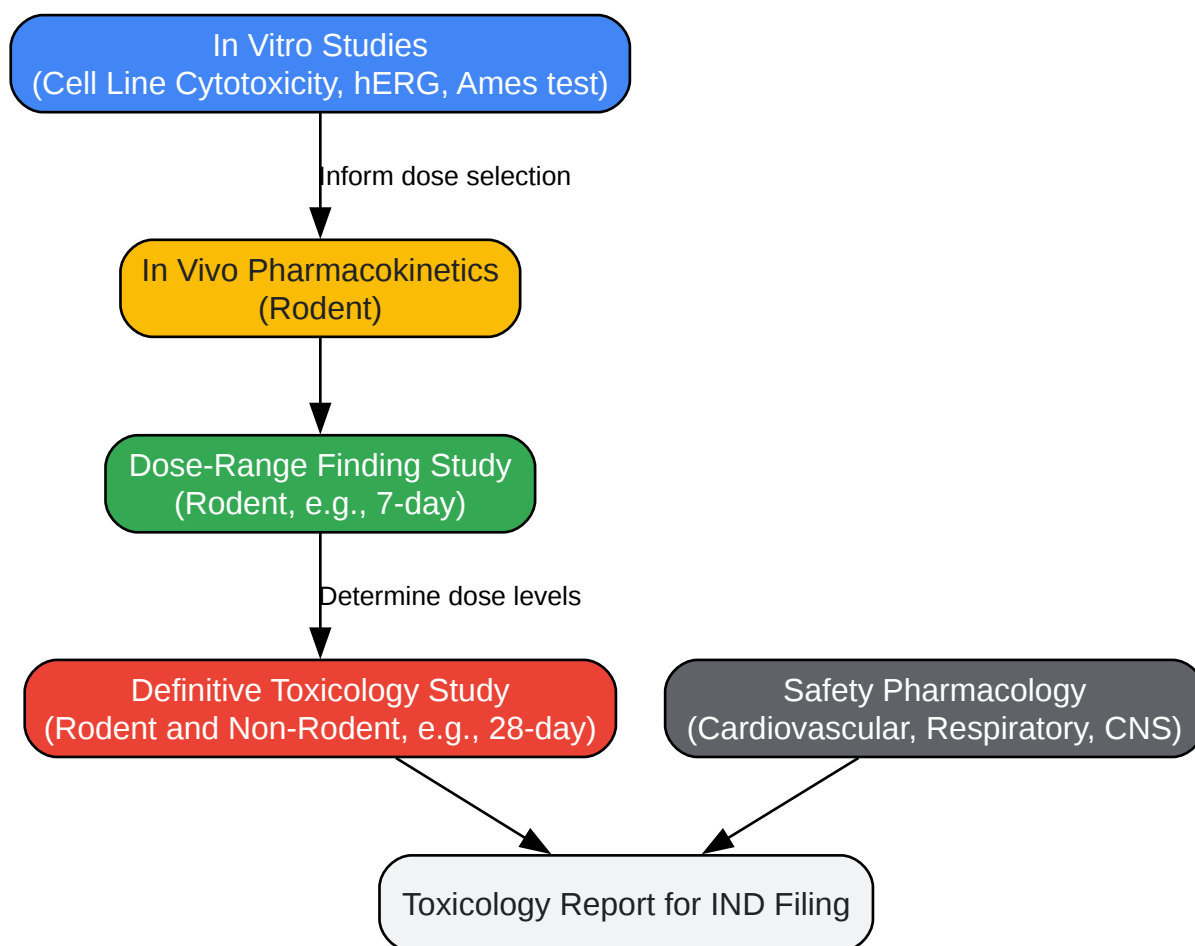 In Vitro Studies
(Cell Line Cytotoxicity, hERG, Ames test)
Inform dose selection
In Vivo Pharmacokinetics
(Rodent)
Dose-Range Finding Study
(Rodent, e.g., 7-day)
Determine dose levels
Definitive Toxicology Study
(Rodent and Non-Rodent, e.g., 28-day)
Safety Pharmacology
(Cardiovascular, Respiratory, CNS)
Toxicology Report for IND Filing